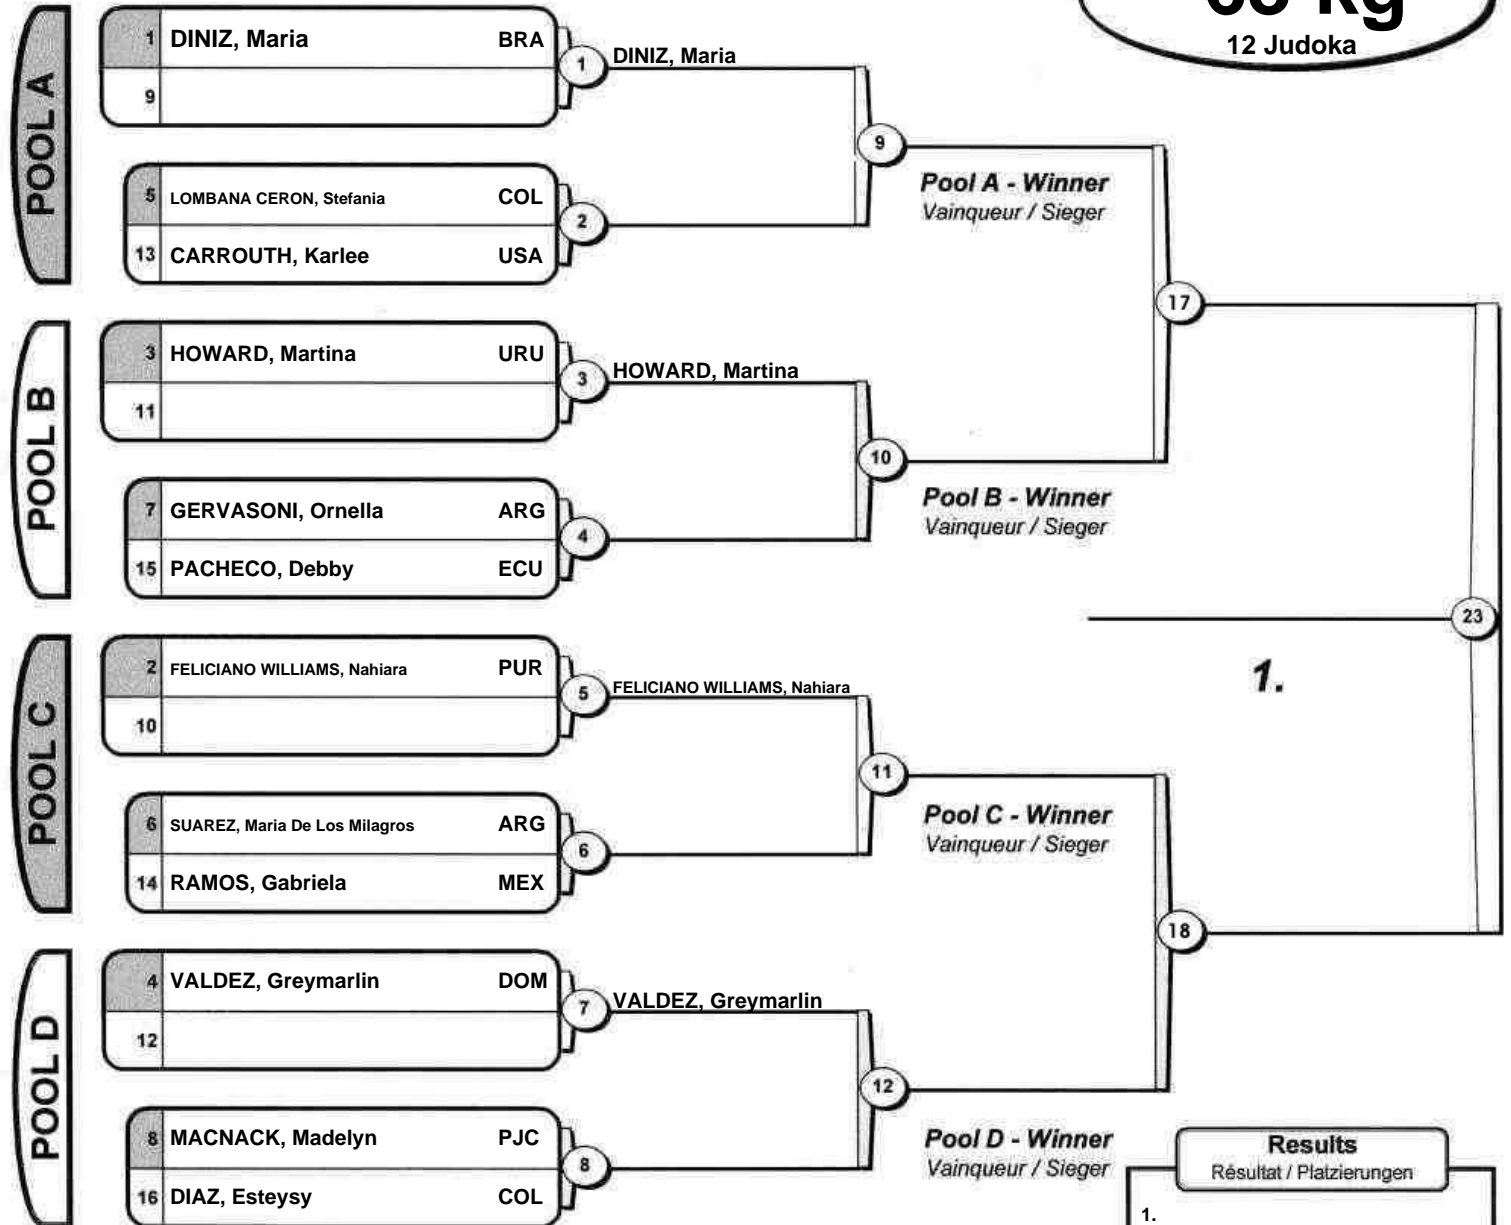 kg
12 Judoka
POOL A
1 DINIZ, Maria BRA
9
1 DINIZ, Maria
5 LOMBANA CERON, Stefania COL
13 CARROUTH, Karlee USA
2
9
Pool A - Winner
Vainqueur / Sieger
POOL B
3 HOWARD, Martina URU
11
3 HOWARD, Martina
7 GERVASONI, Ornella ARG
15 PACHECO, Debby ECU
4
10
Pool B - Winner
Vainqueur / Sieger
17
POOL C
2 FELICIANO WILLIAMS, Nahiara PUR
10
5 FELICIANO WILLIAMS, Nahiara
6 SUAREZ, Maria De Los Milagros ARG
14 RAMOS, Gabriela MEX
6
11
Pool C - Winner
Vainqueur / Sieger
POOL D
4 VALDEZ, Greymarlin DOM
12
7 VALDEZ, Greymarlin
8 MACNACK, Madelyn PJC
16 DIAZ, Esteysy COL
8
12
Pool D - Winner
Vainqueur / Sieger
18
23
1.
Results
Résultat / Platzierungen
1.